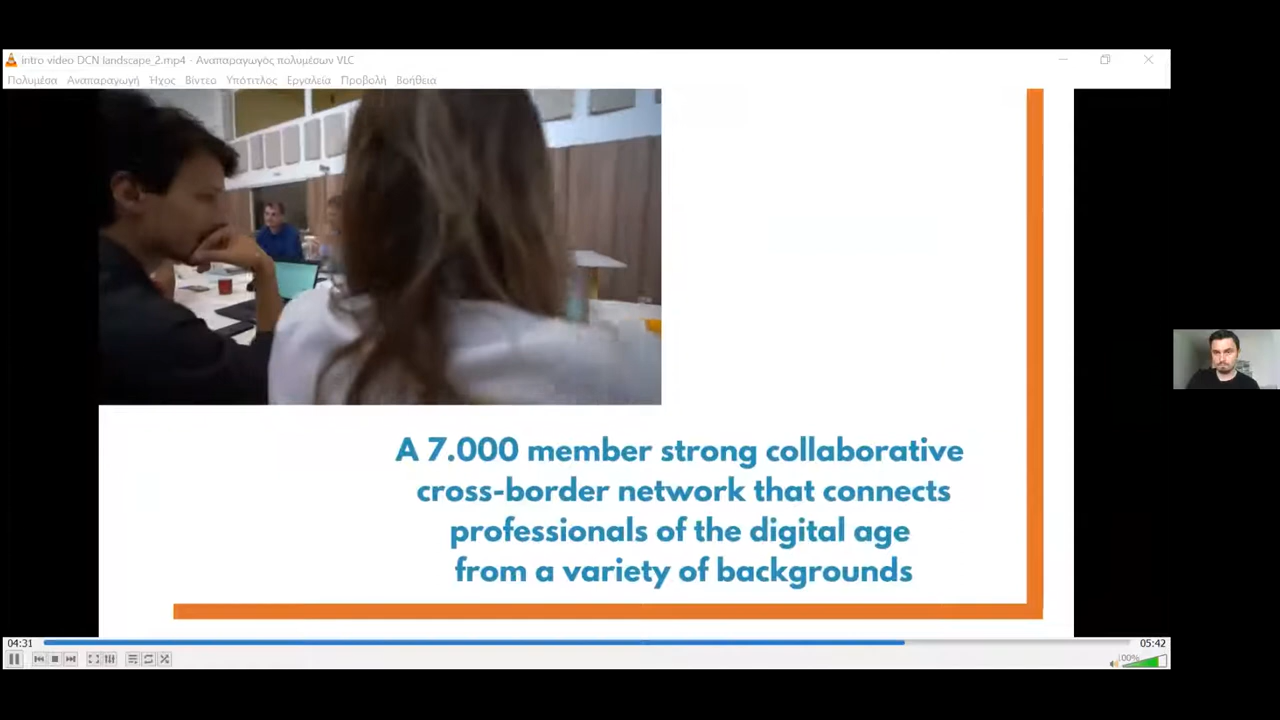 intro video DCN landscape_2.mp4 - Αναπαραγωγός πολυμέσων VLC
Πολυμέσα Αναπαραγωγή Ήχος Βίντεο Υπότιτλος Εργαλεία Προβολή Βοήθεια
A 7.000 member strong collaborative
cross-border network that connects
professionals of the digital age
from a variety of backgrounds
04:31
05:42
100%